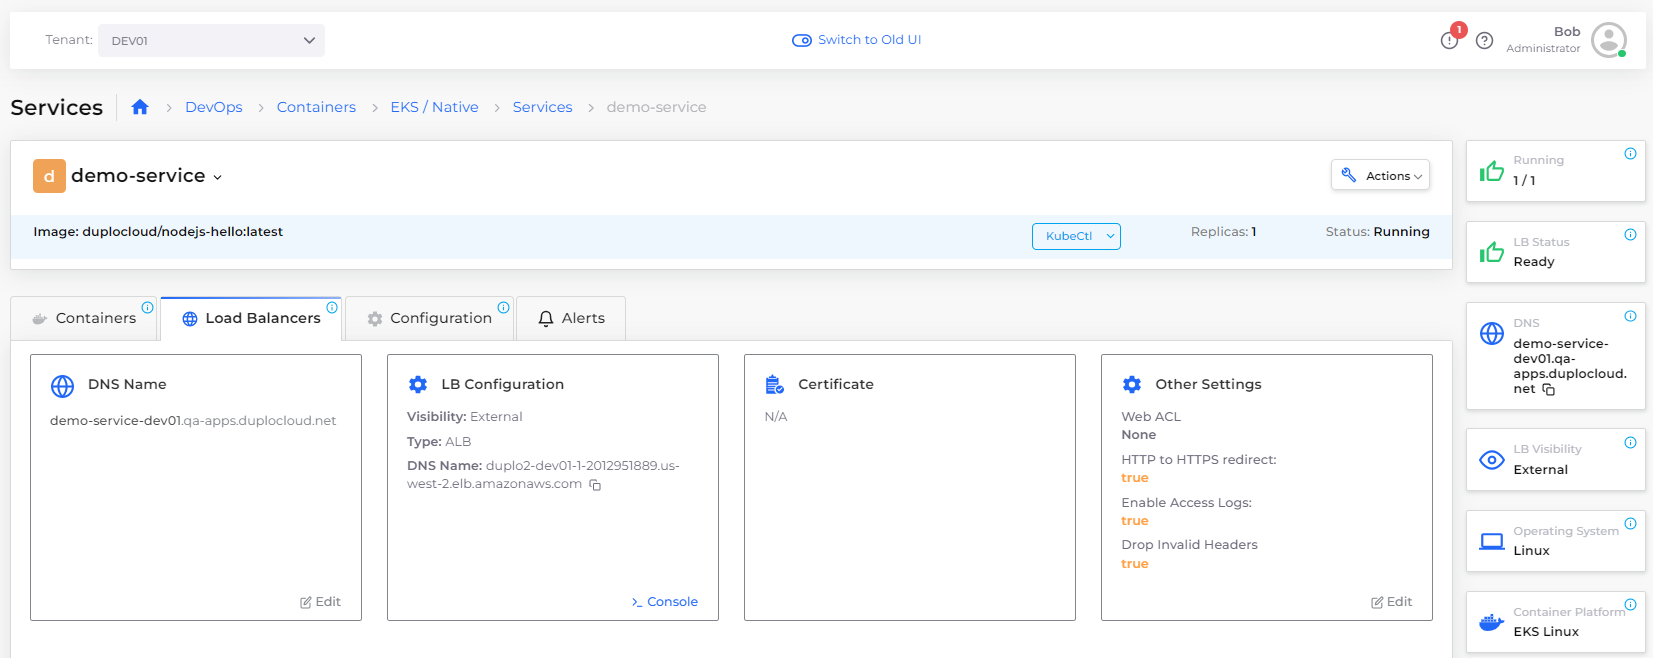 Tenant: DEV01
Switch to Old UI
1
Bob
Administrator
Services
DevOps > Containers > EKS / Native > Services > demo-service
d demo-service
Actions
Image: duplocloud/nodejs-hello:latest
KubeCtl
Replicas: 1
Status: Running
Containers
Load Balancers
Configuration
Alerts
DNS Name
demo-service-dev01.qa-apps.duplocloud.net
Edit
LB Configuration
Visibility: External
Type: ALB
DNS Name: duplo2-dev01-1-2012951889.us-
west-2.elb.amazonaws.com
Console
Certificate
N/A
Other Settings
Web ACL
None
HTTP to HTTPS redirect:
true
Enable Access Logs:
true
Drop Invalid Headers
true
Edit
Running
1 / 1
LB Status
Ready
DNS
demo-service-
dev01.qa-
apps.duplocloud.
net
LB Visibility
External
Operating System
Linux
Container Platform
EKS Linux